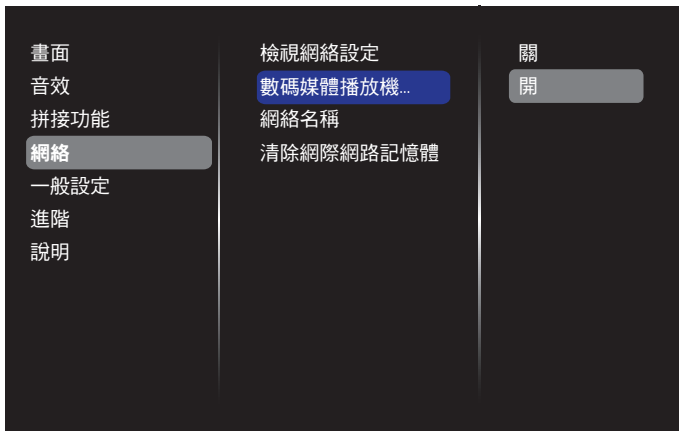 畫面
音效
拼接功能
網絡
一般設定
進階
說明
檢視網絡設定
數碼媒體播放機...
網絡名稱
清除網際網路記憶體
關
開